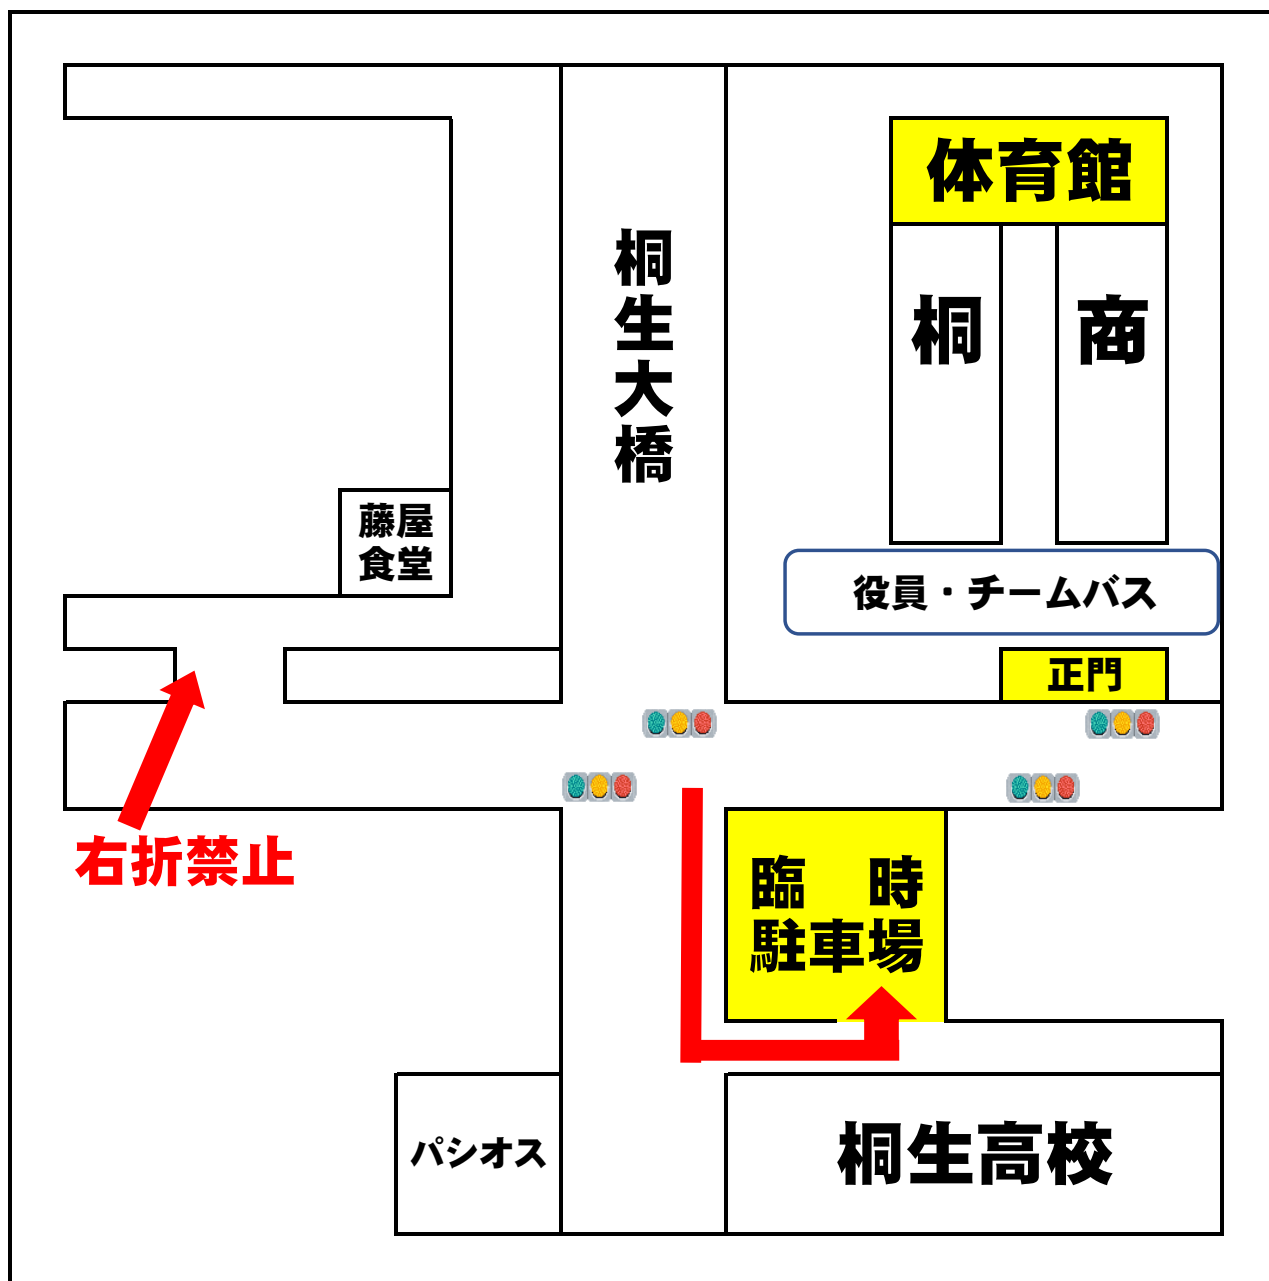 体育館
桐生大橋
桐 商
藤屋
食堂
役員・チームバス
正門
右折禁止
臨 時
駐車場
パシオス
桐生高校